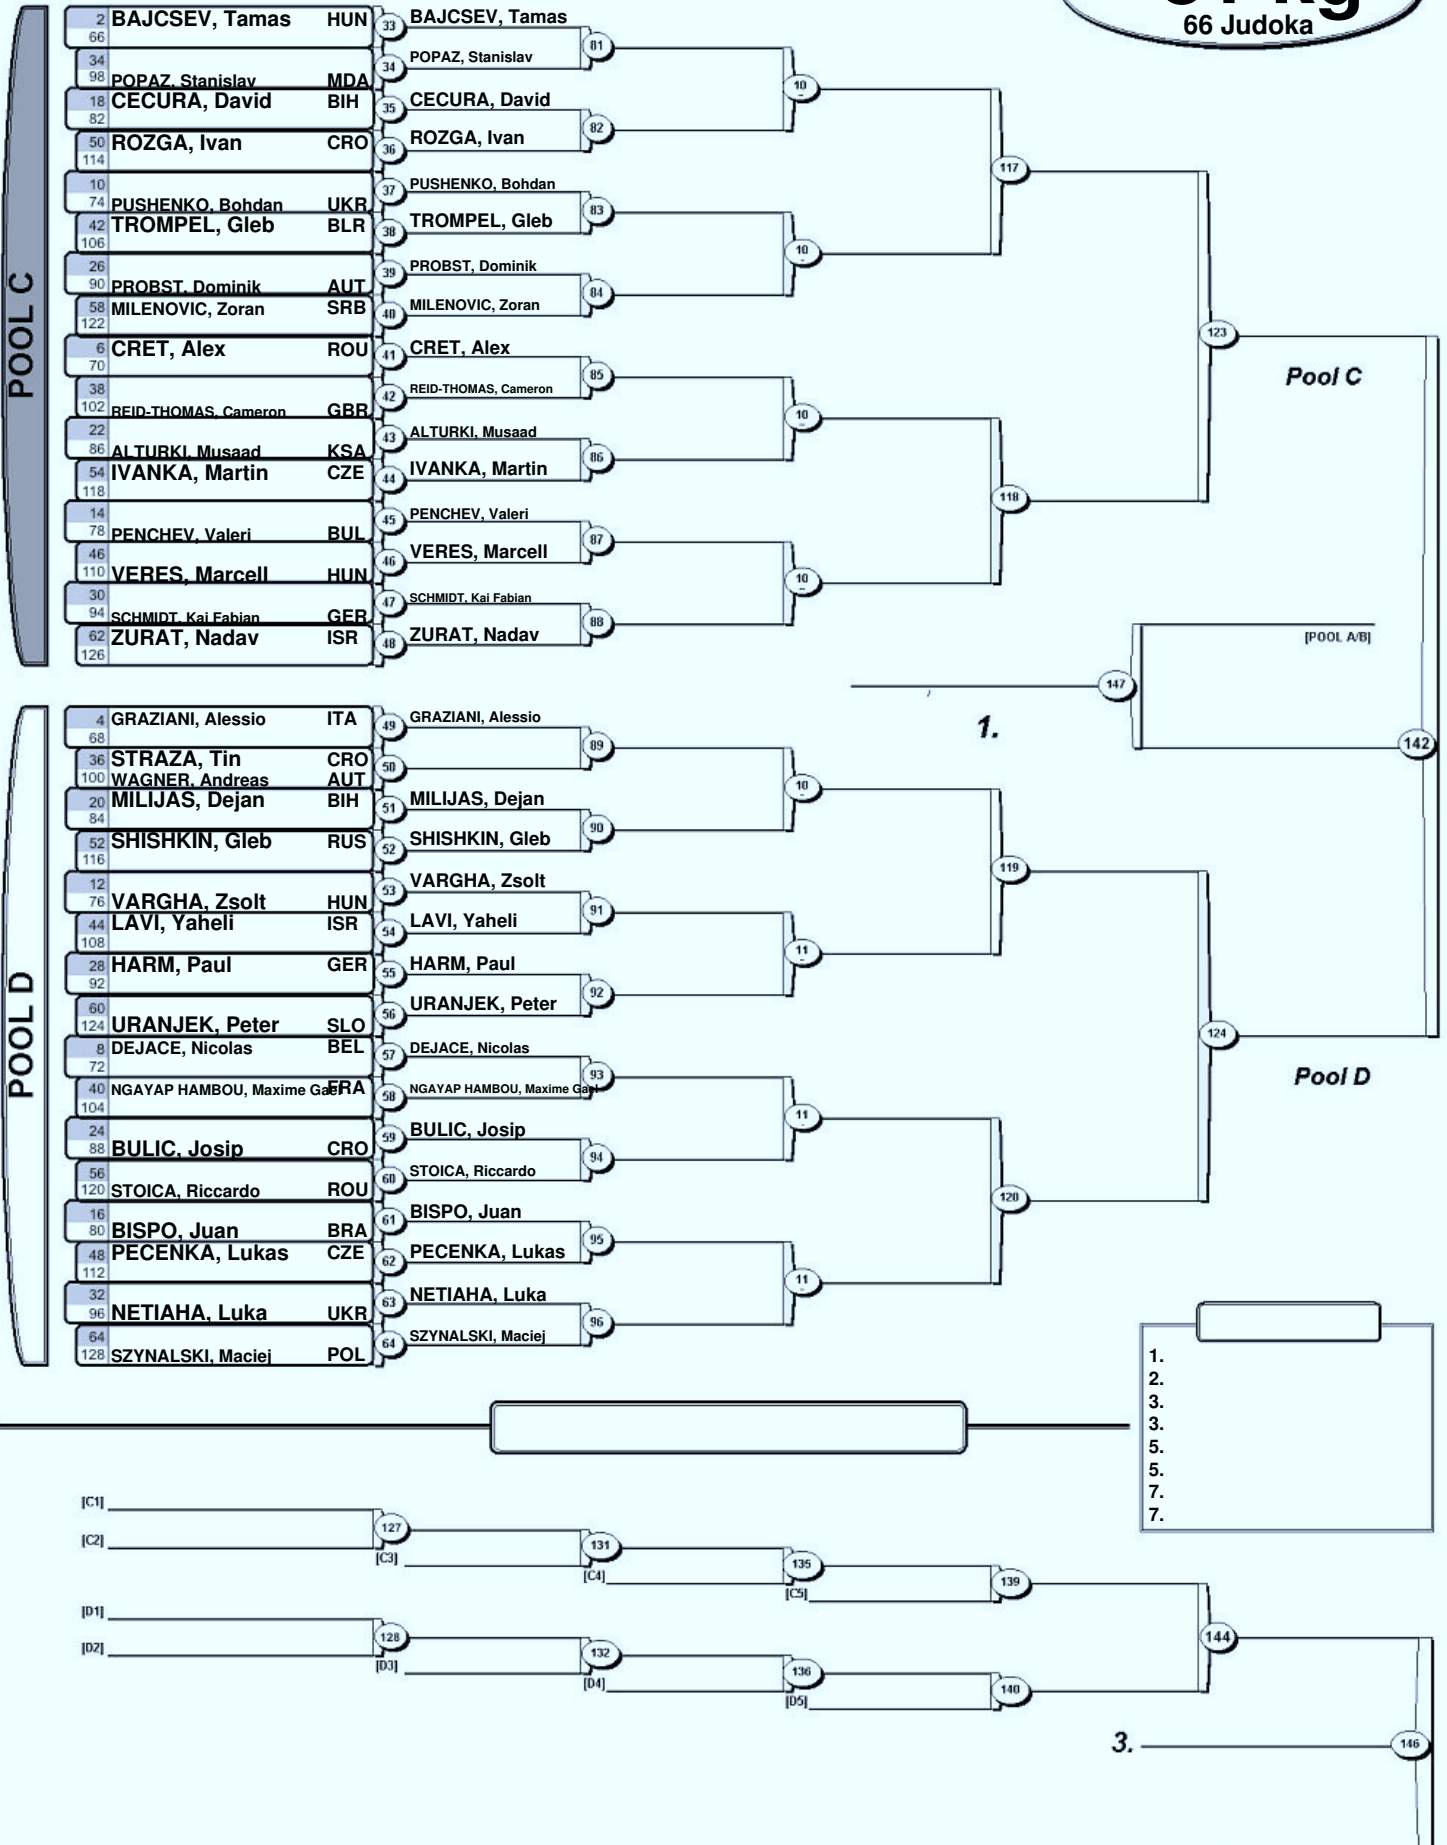 66 Judoka
POOL C
2 BAJCSEV, Tamas HUN 33 BAJCSEV, Tamas
66
81
34
98 POPAZ, Stanislav MDA 34 POPAZ, Stanislav
10
18 CECURA, David BIH 35 CECURA, David
82
82
50 ROZGA, Ivan CRO 36 ROZGA, Ivan
114
117
10
74 PUSHENKO, Bohdan UKR 37 PUSHENKO, Bohdan
83
42 TROMPEL, Gleb BLR 38 TROMPEL, Gleb
106
10
26
90 PROBST, Dominik AUT 39 PROBST, Dominik
84
58 MILENOVIC, Zoran SRB 40 MILENOVIC, Zoran
122
123
6 CRET, Alex ROU 41 CRET, Alex
70
85
Pool C
38
102 REID-THOMAS, Cameron GBR 42 REID-THOMAS, Cameron
10
22
86 ALTURKI, Musaad KSA 43 ALTURKI, Musaad
86
54 IVANKA, Martin CZE 44 IVANKA, Martin
118
118
14
78 PENCHEV, Valeri BUL 45 PENCHEV, Valeri
87
46
110 VERES, Marcell HUN 46 VERES, Marcell
10
30
94 SCHMIDT, Kai Fabian GER 47 SCHMIDT, Kai Fabian
88
62 ZURAT, Nadav ISR 48 ZURAT, Nadav
126
[POOL A/B]
147
1.
142
POOL D
4 GRAZIANI, Alessio ITA 49 GRAZIANI, Alessio
68
89
36 STRAZA, Tin CRO 50
100 WAGNER, Andreas AUT
10
20 MILIJAS, Dejan BIH 51 MILIJAS, Dejan
84
90
52 SHISHKIN, Gleb RUS 52 SHISHKIN, Gleb
116
119
12
76 VARGHA, Zsolt HUN 53 VARGHA, Zsolt
91
44 LAVI, Yaheli ISR 54 LAVI, Yaheli
108
11
28 HARM, Paul GER 55 HARM, Paul
92
92
60
124 URANJEK, Peter SLO 56 URANJEK, Peter
124
8 DEJACE, Nicolas BEL 57 DEJACE, Nicolas
72
93
Pool D
40 NGAYAP HAMBOU, Maxime Gael FRA 58 NGAYAP HAMBOU, Maxime Gael
104
11
24
88 BULIC, Josip CRO 59 BULIC, Josip
94
56
120 STOICA, Riccardo ROU 60 STOICA, Riccardo
120
16
80 BISPO, Juan BRA 61 BISPO, Juan
95
48 PECENKA, Lukas CZE 62 PECENKA, Lukas
112
11
32
96 NETIAHA, Luka UKR 63 NETIAHA, Luka
96
64
128 SZYNALSKI, Maciej POL 64 SZYNALSKI, Maciej
1.
2.
3.
3.
5.
5.
7.
7.
[C1]
127
[C2]
[C3]
131
[C4]
135
[C5]
139
[D1]
128
[D2]
[D3]
132
[D4]
136
[D5]
140
144
3.
146